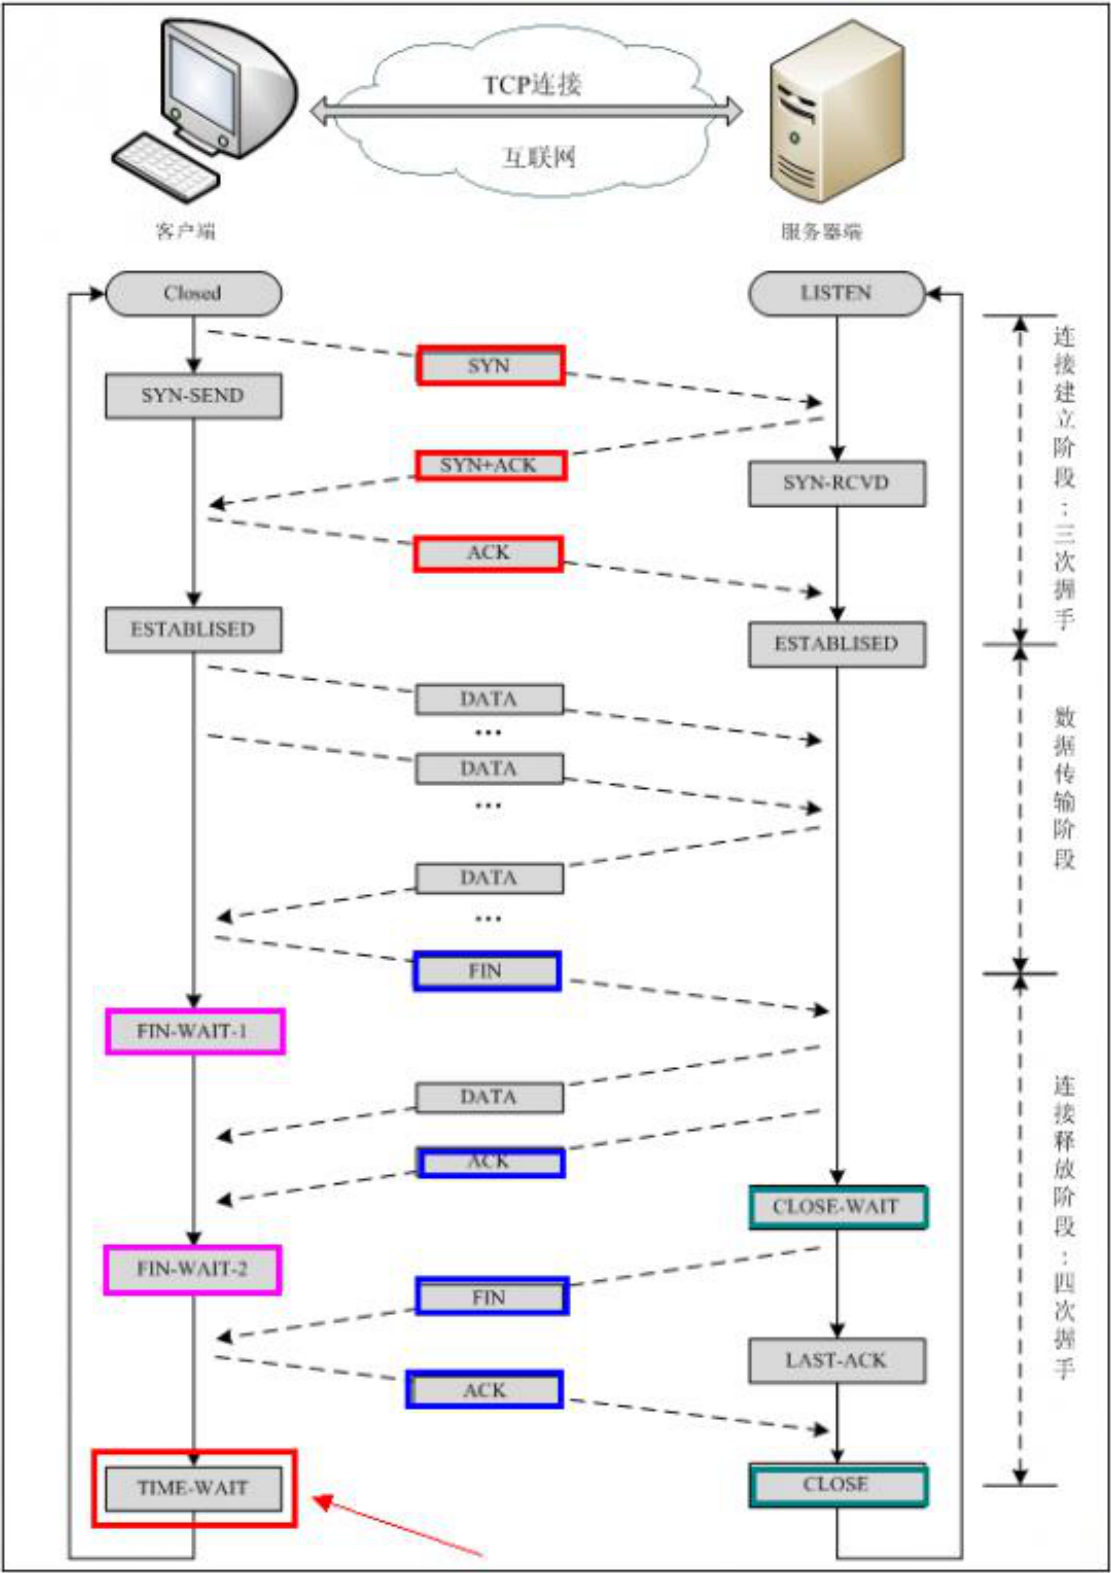 TCP连接
互联网
客户端
服务器端
Closed
LISTEN
SYN
SYN-SEND
SYN+ACK
SYN-RCVD
ACK
ESTABLISED
ESTABLISED
连接建立阶段：三次握手
DATA
...
DATA
...
DATA
...
数据传输阶段
FIN
FIN-WAIT-1
DATA
ACK
CLOSE-WAIT
FIN-WAIT-2
FIN
LAST-ACK
ACK
TIME-WAIT
CLOSE
连接释放阶段：四次握手